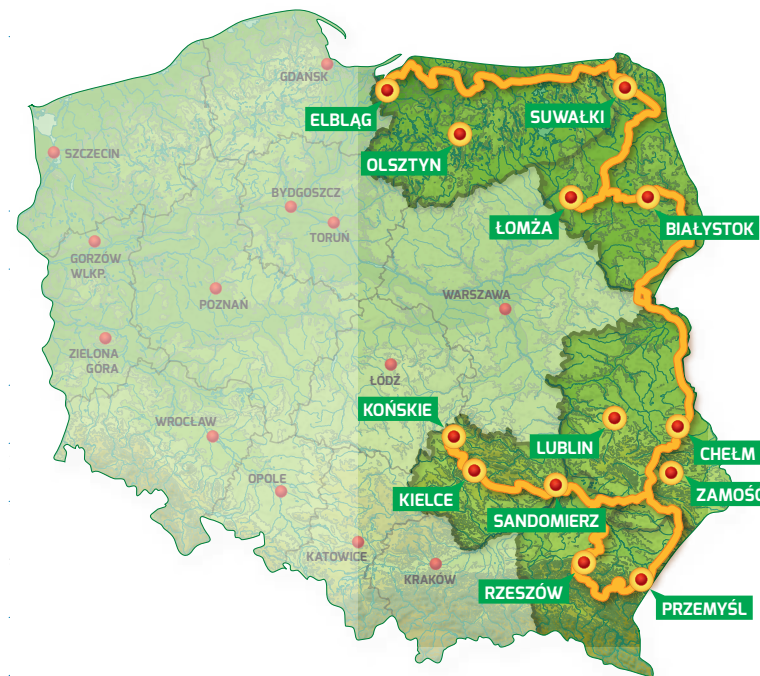 GDAŃSK
ELBLĄG
SUWAŁKI
OLSZTYN
SZCZECIN
BYDGOSZCZ
TORUŃ
ŁOMŻA
BIAŁYSTOK
GORZÓW
WLKP.
POZNAŃ
WARSZAWA
ZIELONA
GÓRA
ŁÓDŹ
KOŃSKIE
WROCŁAW
LUBLIN
CHEŁM
OPOLE
KIELCE
ZAMOŚĆ
SANDOMIERZ
KATOWICE
KRAKÓW
RZESZÓW
PRZEMYŚL